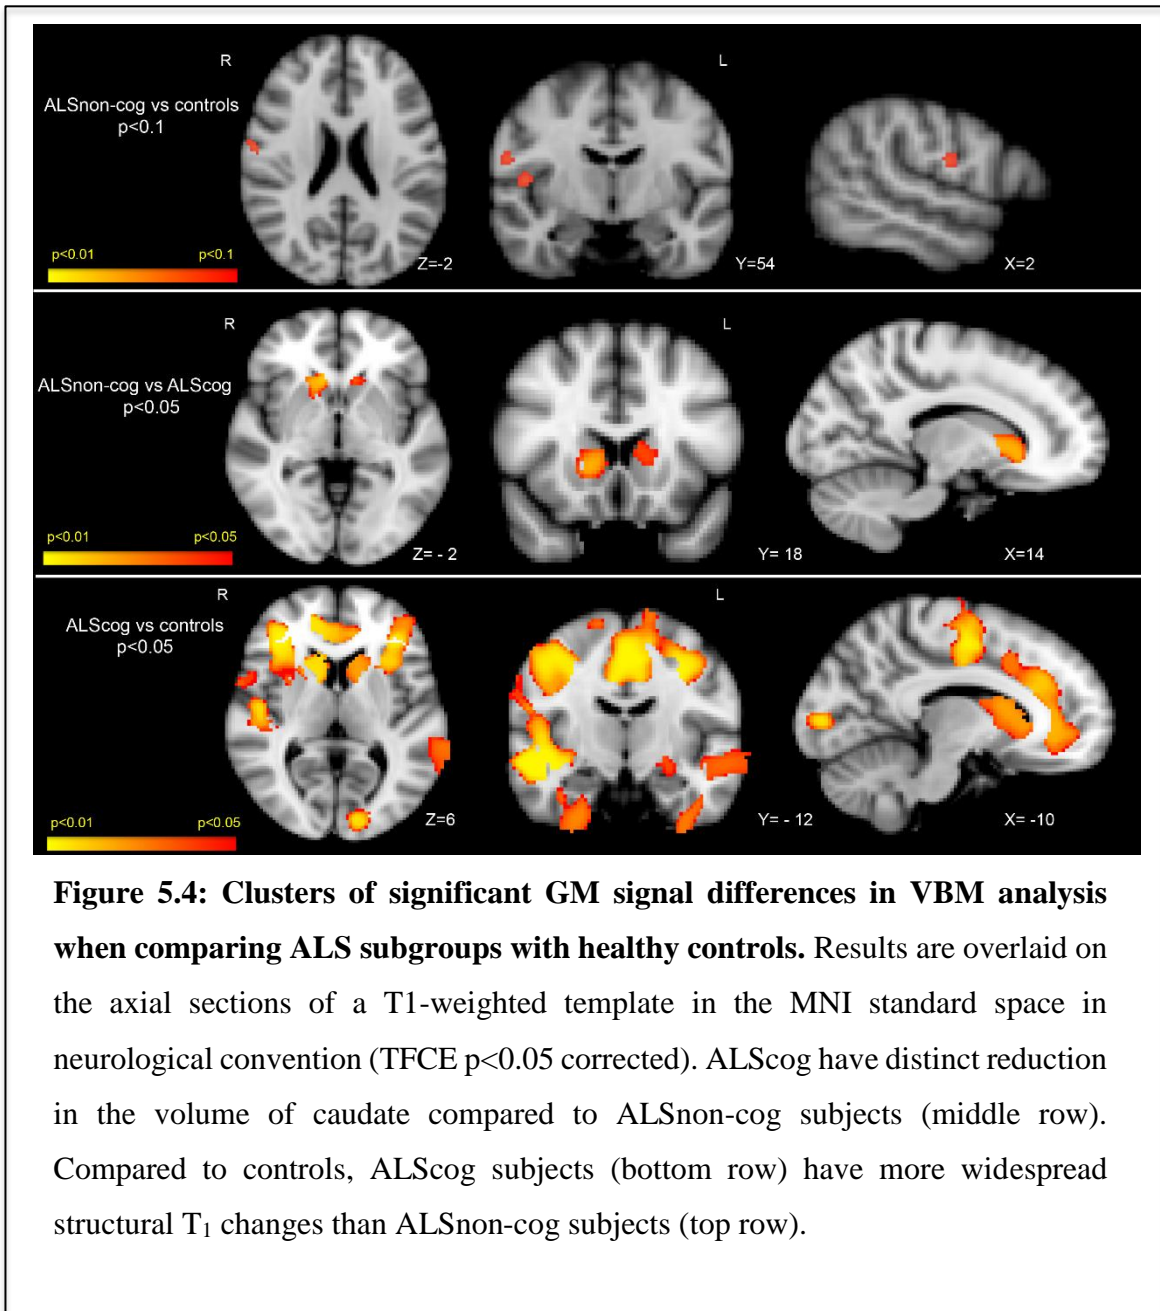 R
L
ALSnon-cog vs controls
p<0.1
p<0.01
p<0.1
Z=-2
Y=54
X=2
R
L
ALSnon-cog vs ALScog
p<0.05
p<0.01
p<0.05
Z= - 2
Y= 18
X=14
R
L
ALScog vs controls
p<0.05
p<0.01
p<0.05
Z=6
Y= - 12
X= -10
Figure 5.4: Clusters of significant GM signal differences in VBM analysis
when comparing ALS subgroups with healthy controls. Results are overlaid on
the axial sections of a T1-weighted template in the MNI standard space in
neurological convention (TFCE p<0.05 corrected). ALScog have distinct reduction
in the volume of caudate compared to ALSnon-cog subjects (middle row).
Compared to controls, ALScog subjects (bottom row) have more widespread
structural T₁ changes than ALSnon-cog subjects (top row).